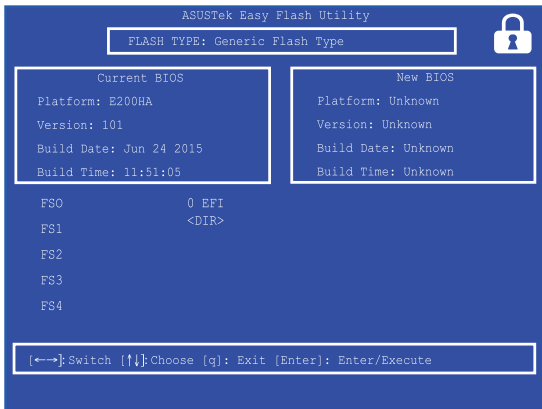 ASUSTek Easy Flash Utility
FLASH TYPE: Generic Flash Type
Current BIOS
Platform: E200HA
Version: 101
Build Date: Jun 24 2015
Build Time: 11:51:05
New BIOS
Platform: Unknown
Version: Unknown
Build Date: Unknown
Build Time: Unknown
FSO 0 EFI
<DIR>
FS1
FS2
FS3
FS4
[←→]: Switch [↑↓]: Choose [q]: Exit [Enter]: Enter/Execute